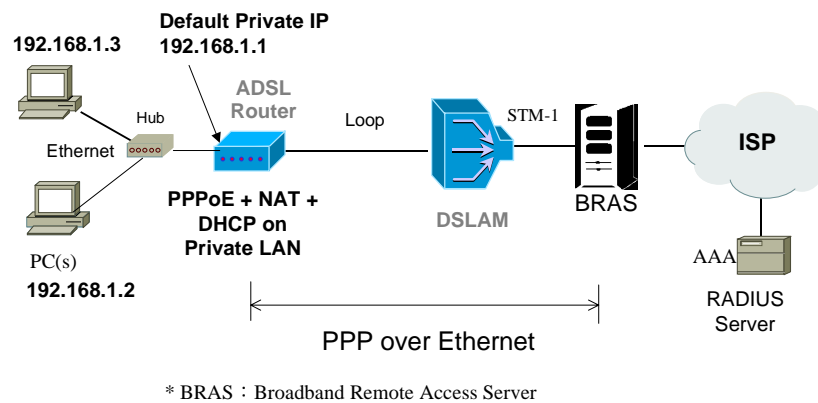 Default Private IP
192.168.1.1
192.168.1.3
ADSL
Router
Hub
Ethernet
Loop
STM-1
ISP
PPPoE + NAT +
DHCP on
Private LAN
DSLAM
BRAS
PC(s)
192.168.1.2
AAA
RADIUS
Server
PPP over Ethernet
* BRAS：Broadband Remote Access Server